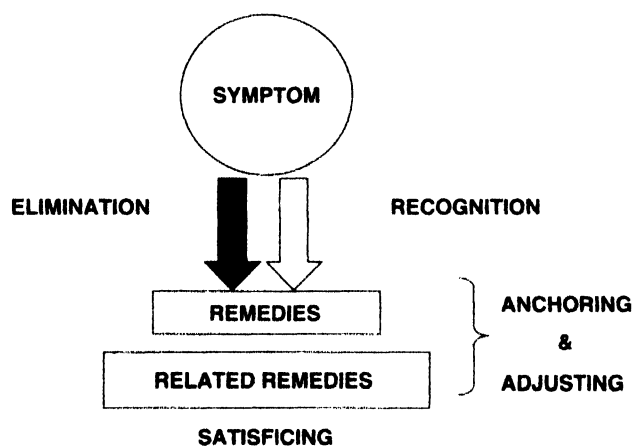 SYMPTOM
ELIMINATION
RECOGNITION
REMEDIES
RELATED REMEDIES
ANCHORING
&
ADJUSTING
SATISFICING